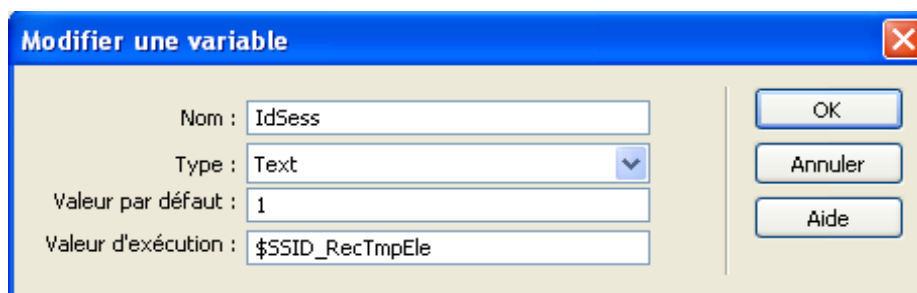 Modifier une variable
Nom : IdSess
OK
Type : Text
Annuler
Valeur par défaut : 1
Aide
Valeur d'exécution : $SSID_RecTmpEle